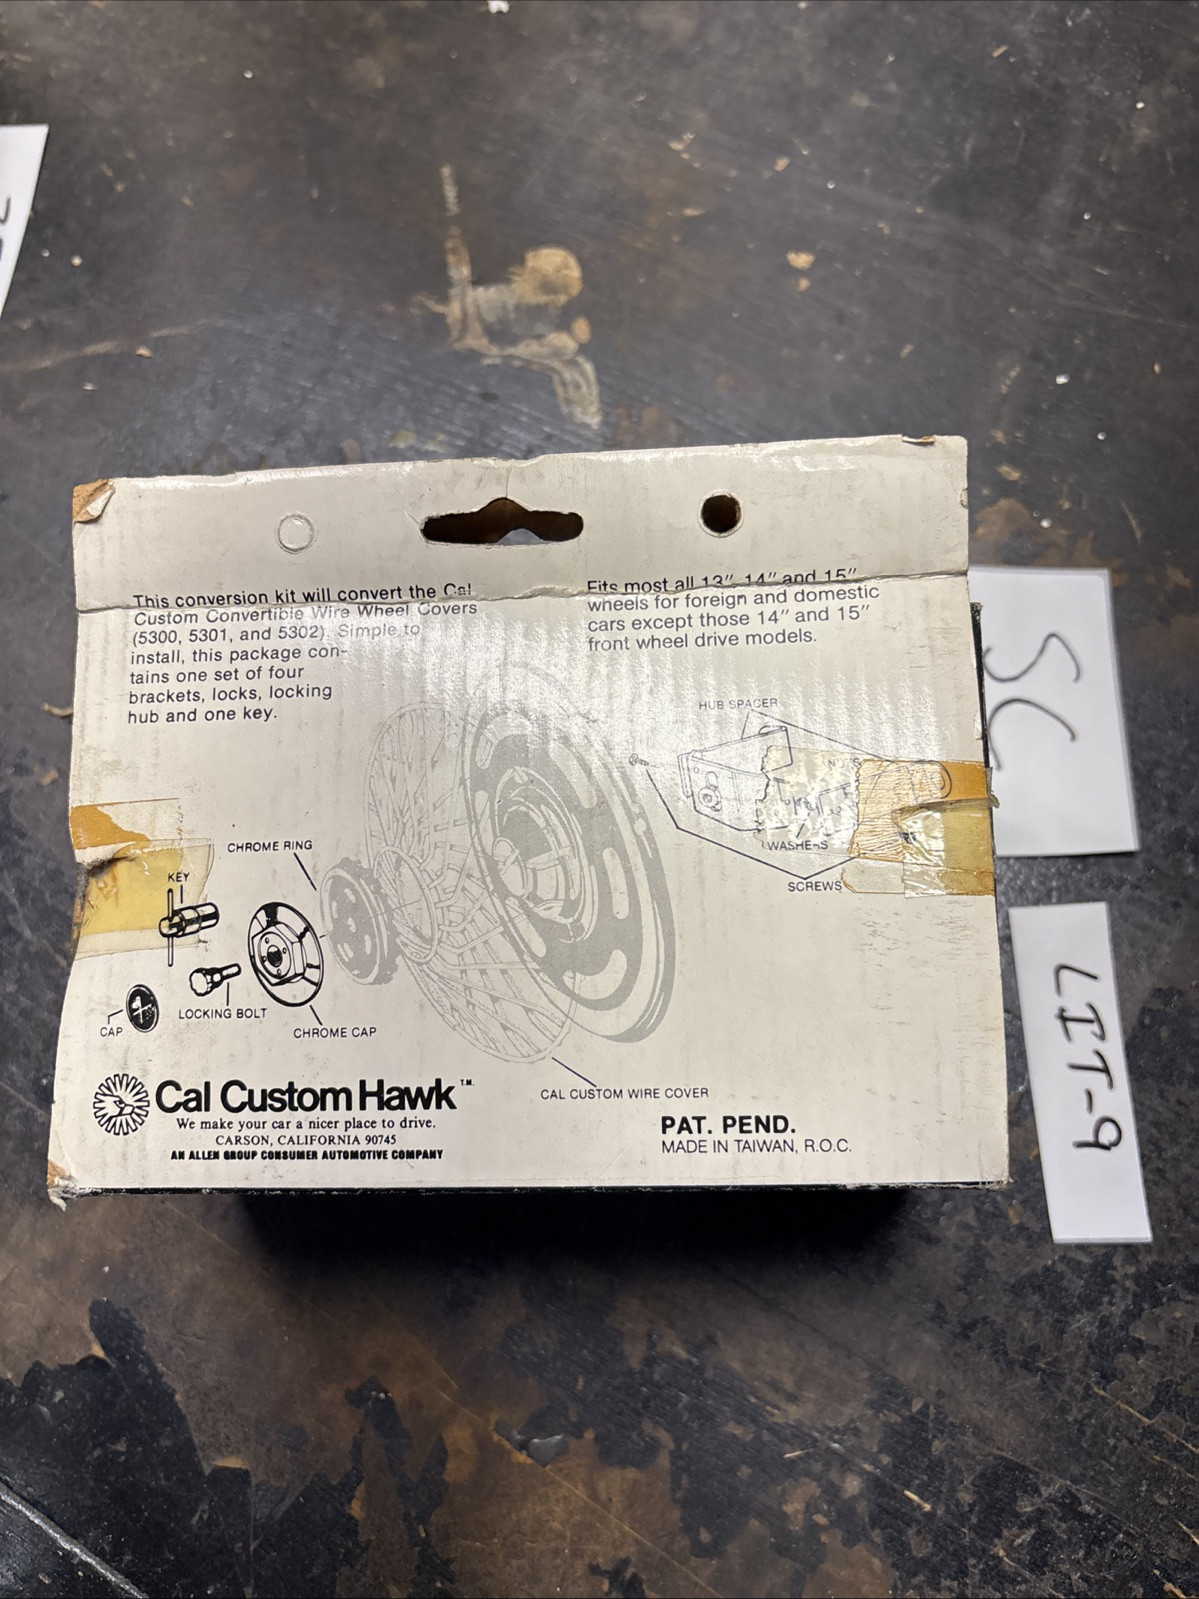 This conversion kit will convert the Cal
Custom Convertible Wire Wheel Covers
(5300, 5301, and 5302). Simple to
install, this package con-
tains one set of four
brackets, locks, locking
hub and one key.
Fits most all 13″ 14″ and 15″
wheels for foreign and domestic
cars except those 14″ and 15″
front wheel drive models.
HUB SPACER
WASHERS
SCREWS
CHROME RING
KEY
CAP
LOCKING BOLT
CHROME CAP
CAL CUSTOM WIRE COVER
Cal Custom Hawk™
We make your car a nicer place to drive.
CARSON, CALIFORNIA 90745
AN ALLEN GROUP CONSUMER AUTOMOTIVE COMPANY
PAT. PEND.
MADE IN TAIWAN, R.O.C.
SC
LIT-9